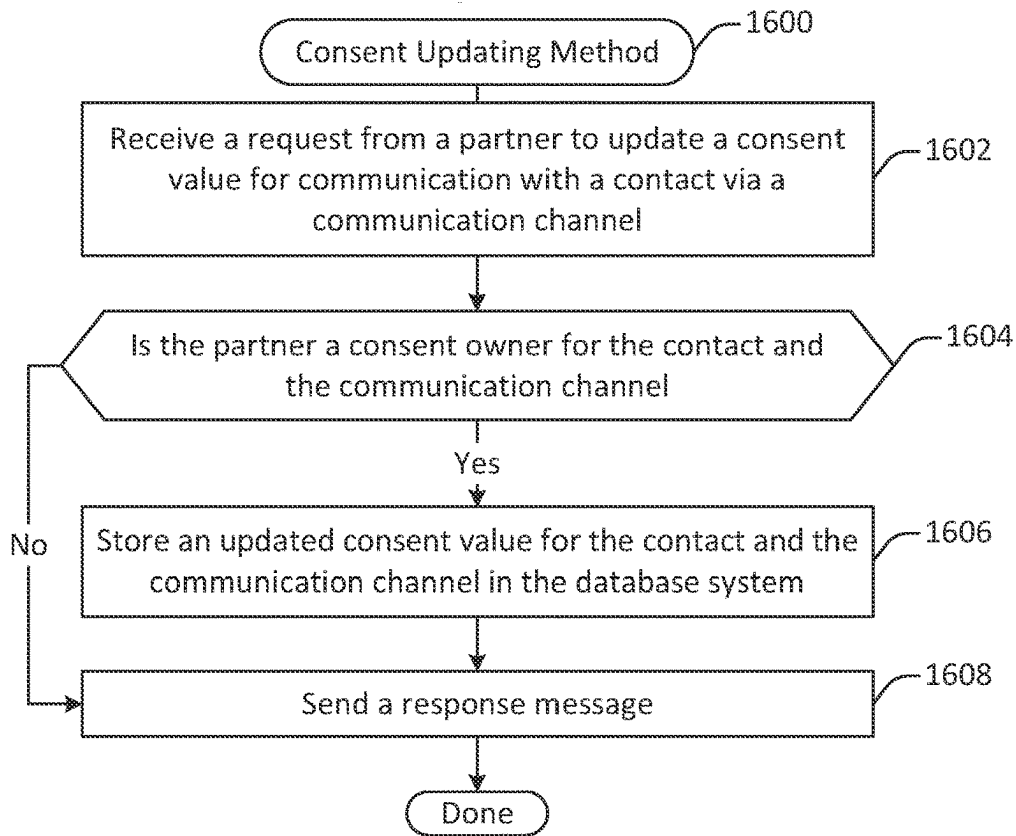 Consent Updating Method
1600
Receive a request from a partner to update a consent
value for communication with a contact via a
communication channel
1602
Is the partner a consent owner for the contact and
the communication channel
1604
Yes
No
Store an updated consent value for the contact and the
communication channel in the database system
1606
Send a response message
1608
Done